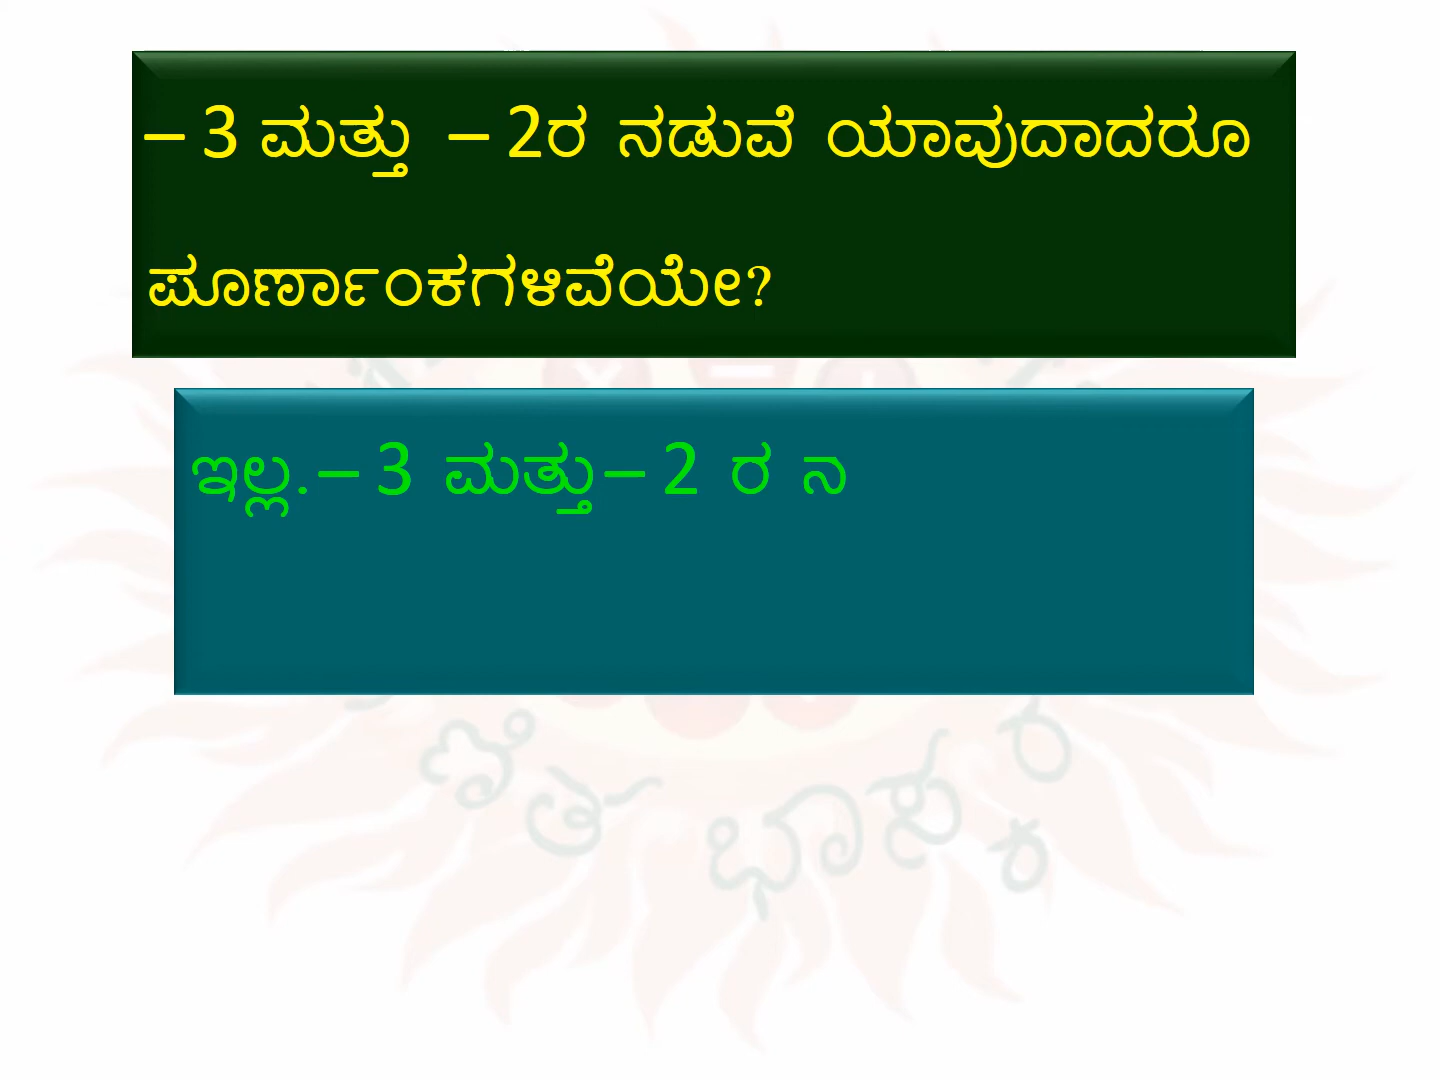 – 3 ಮತ್ತು – 2ರ ನಡುವೆ ಯಾವುದಾದರೂ
ಪೂರ್ಣಾಂಕಗಳಿವೆಯೇ?
ಇಲ್ಲ.– 3 ಮತ್ತು– 2 ರ ನ